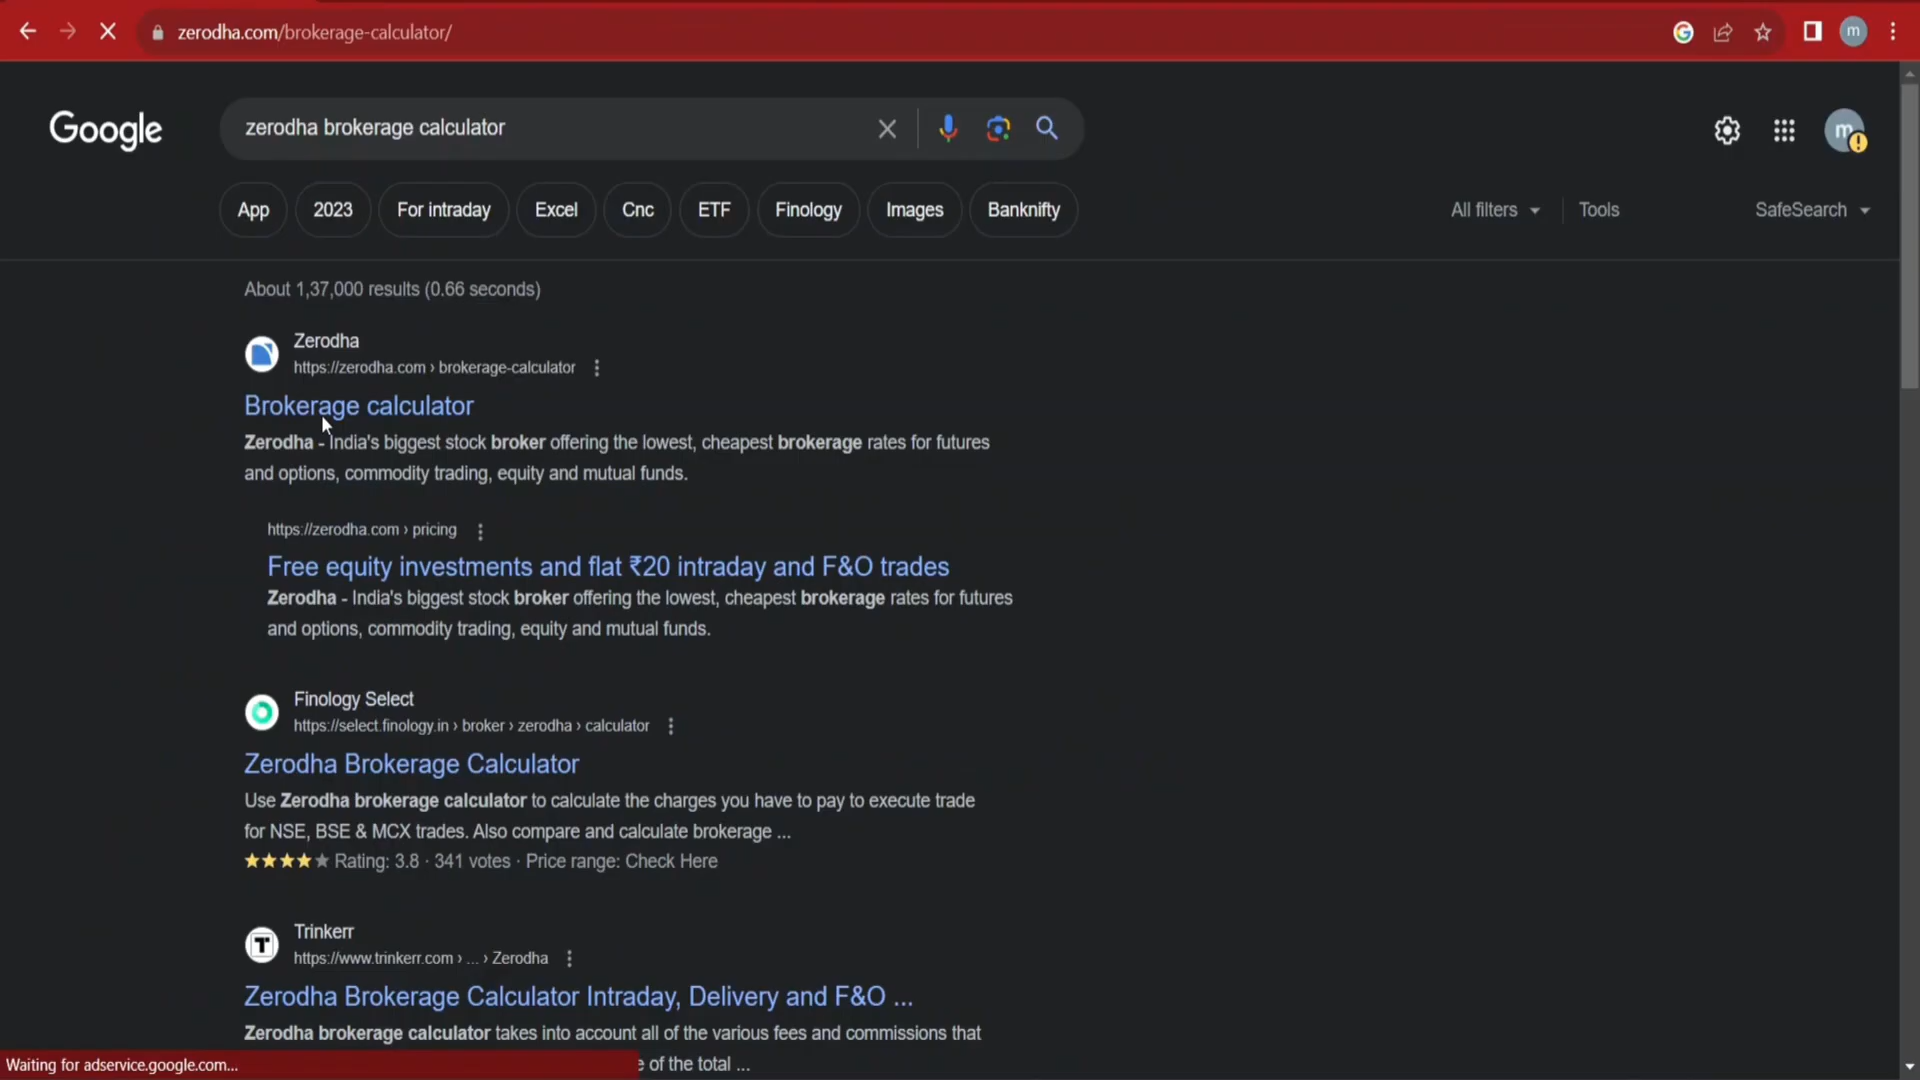 zerodha.com/brokerage-calculator/
m
Google
zerodha brokerage calculator
m
App 2023 For intraday Excel Cnc ETF Finology Images Banknifty All filters Tools SafeSearch
About 1,37,000 results (0.66 seconds)
Zerodha
https://zerodha.com › brokerage-calculator
Brokerage calculator
Zerodha - India's biggest stock broker offering the lowest, cheapest brokerage rates for futures
and options, commodity trading, equity and mutual funds.
https://zerodha.com › pricing
Free equity investments and flat ₹20 intraday and F&O trades
Zerodha - India's biggest stock broker offering the lowest, cheapest brokerage rates for futures
and options, commodity trading, equity and mutual funds.
Finology Select
https://select.finology.in › broker › zerodha › calculator
Zerodha Brokerage Calculator
Use Zerodha brokerage calculator to calculate the charges you have to pay to execute trade
for NSE, BSE & MCX trades. Also compare and calculate brokerage ...
Rating: 3.8 · 341 votes · Price range: Check Here
T
Trinkerr
https://www.trinkerr.com › ... › Zerodha
Zerodha Brokerage Calculator Intraday, Delivery and F&O ...
Zerodha brokerage calculator takes into account all of the various fees and commissions that
Waiting for adservice.google.com...
of the total ...